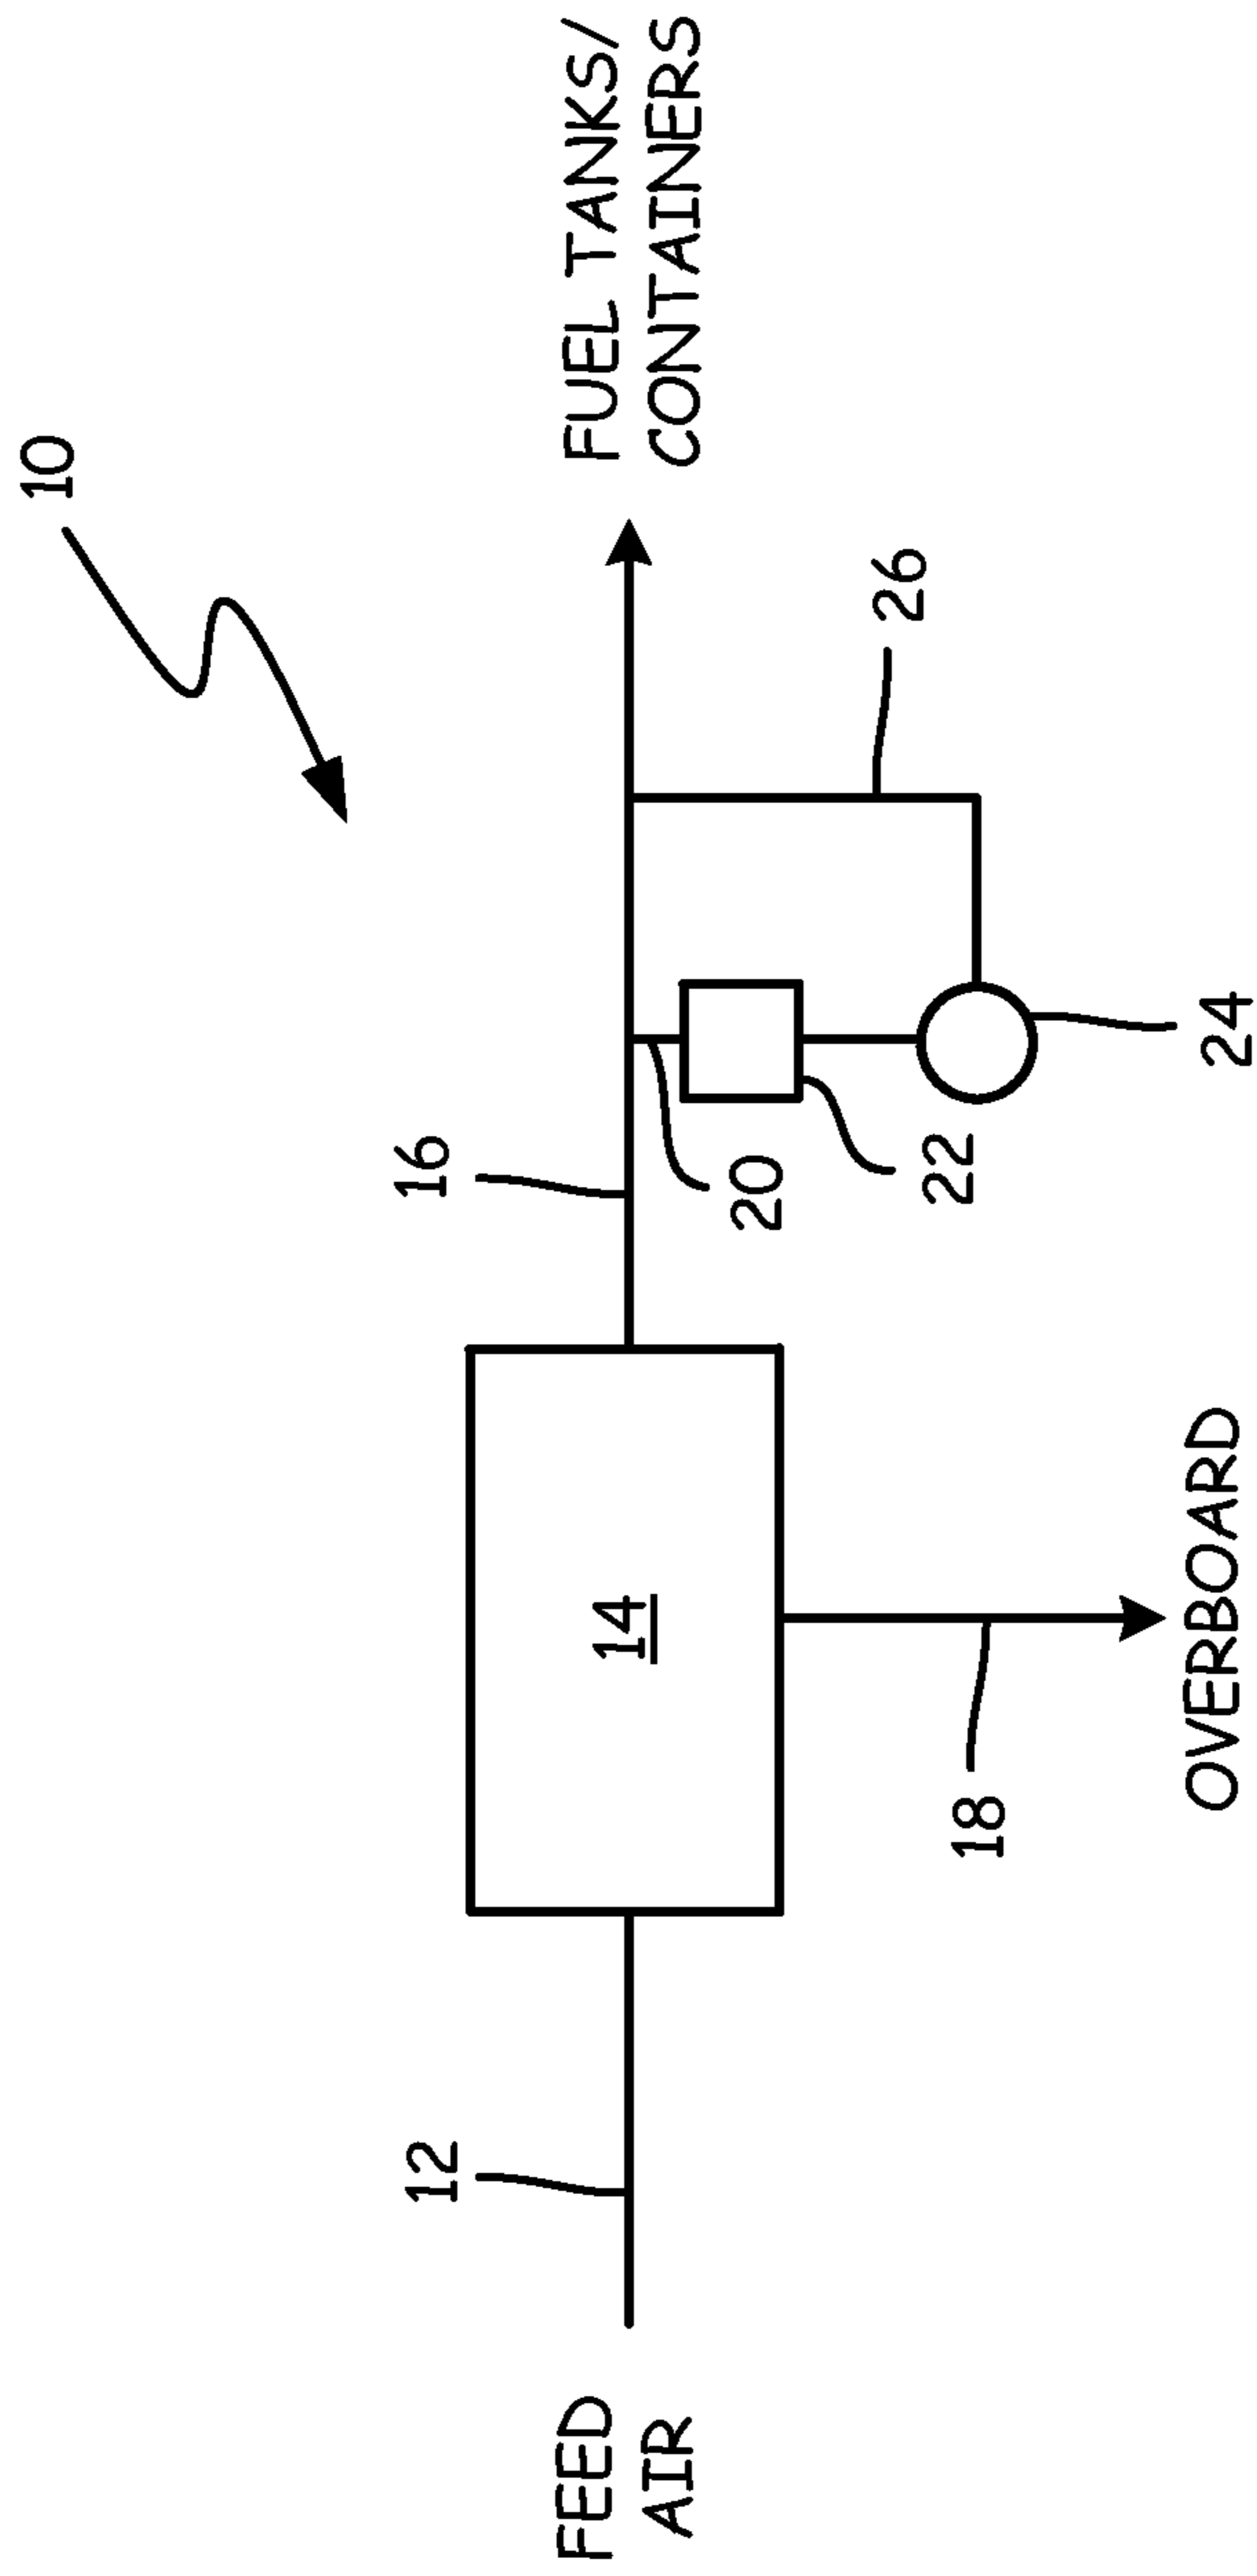 10
FUEL TANKS/
CONTAINERS
16
26
12
14
20
22
24
18
FEED
AIR
OVERBOARD